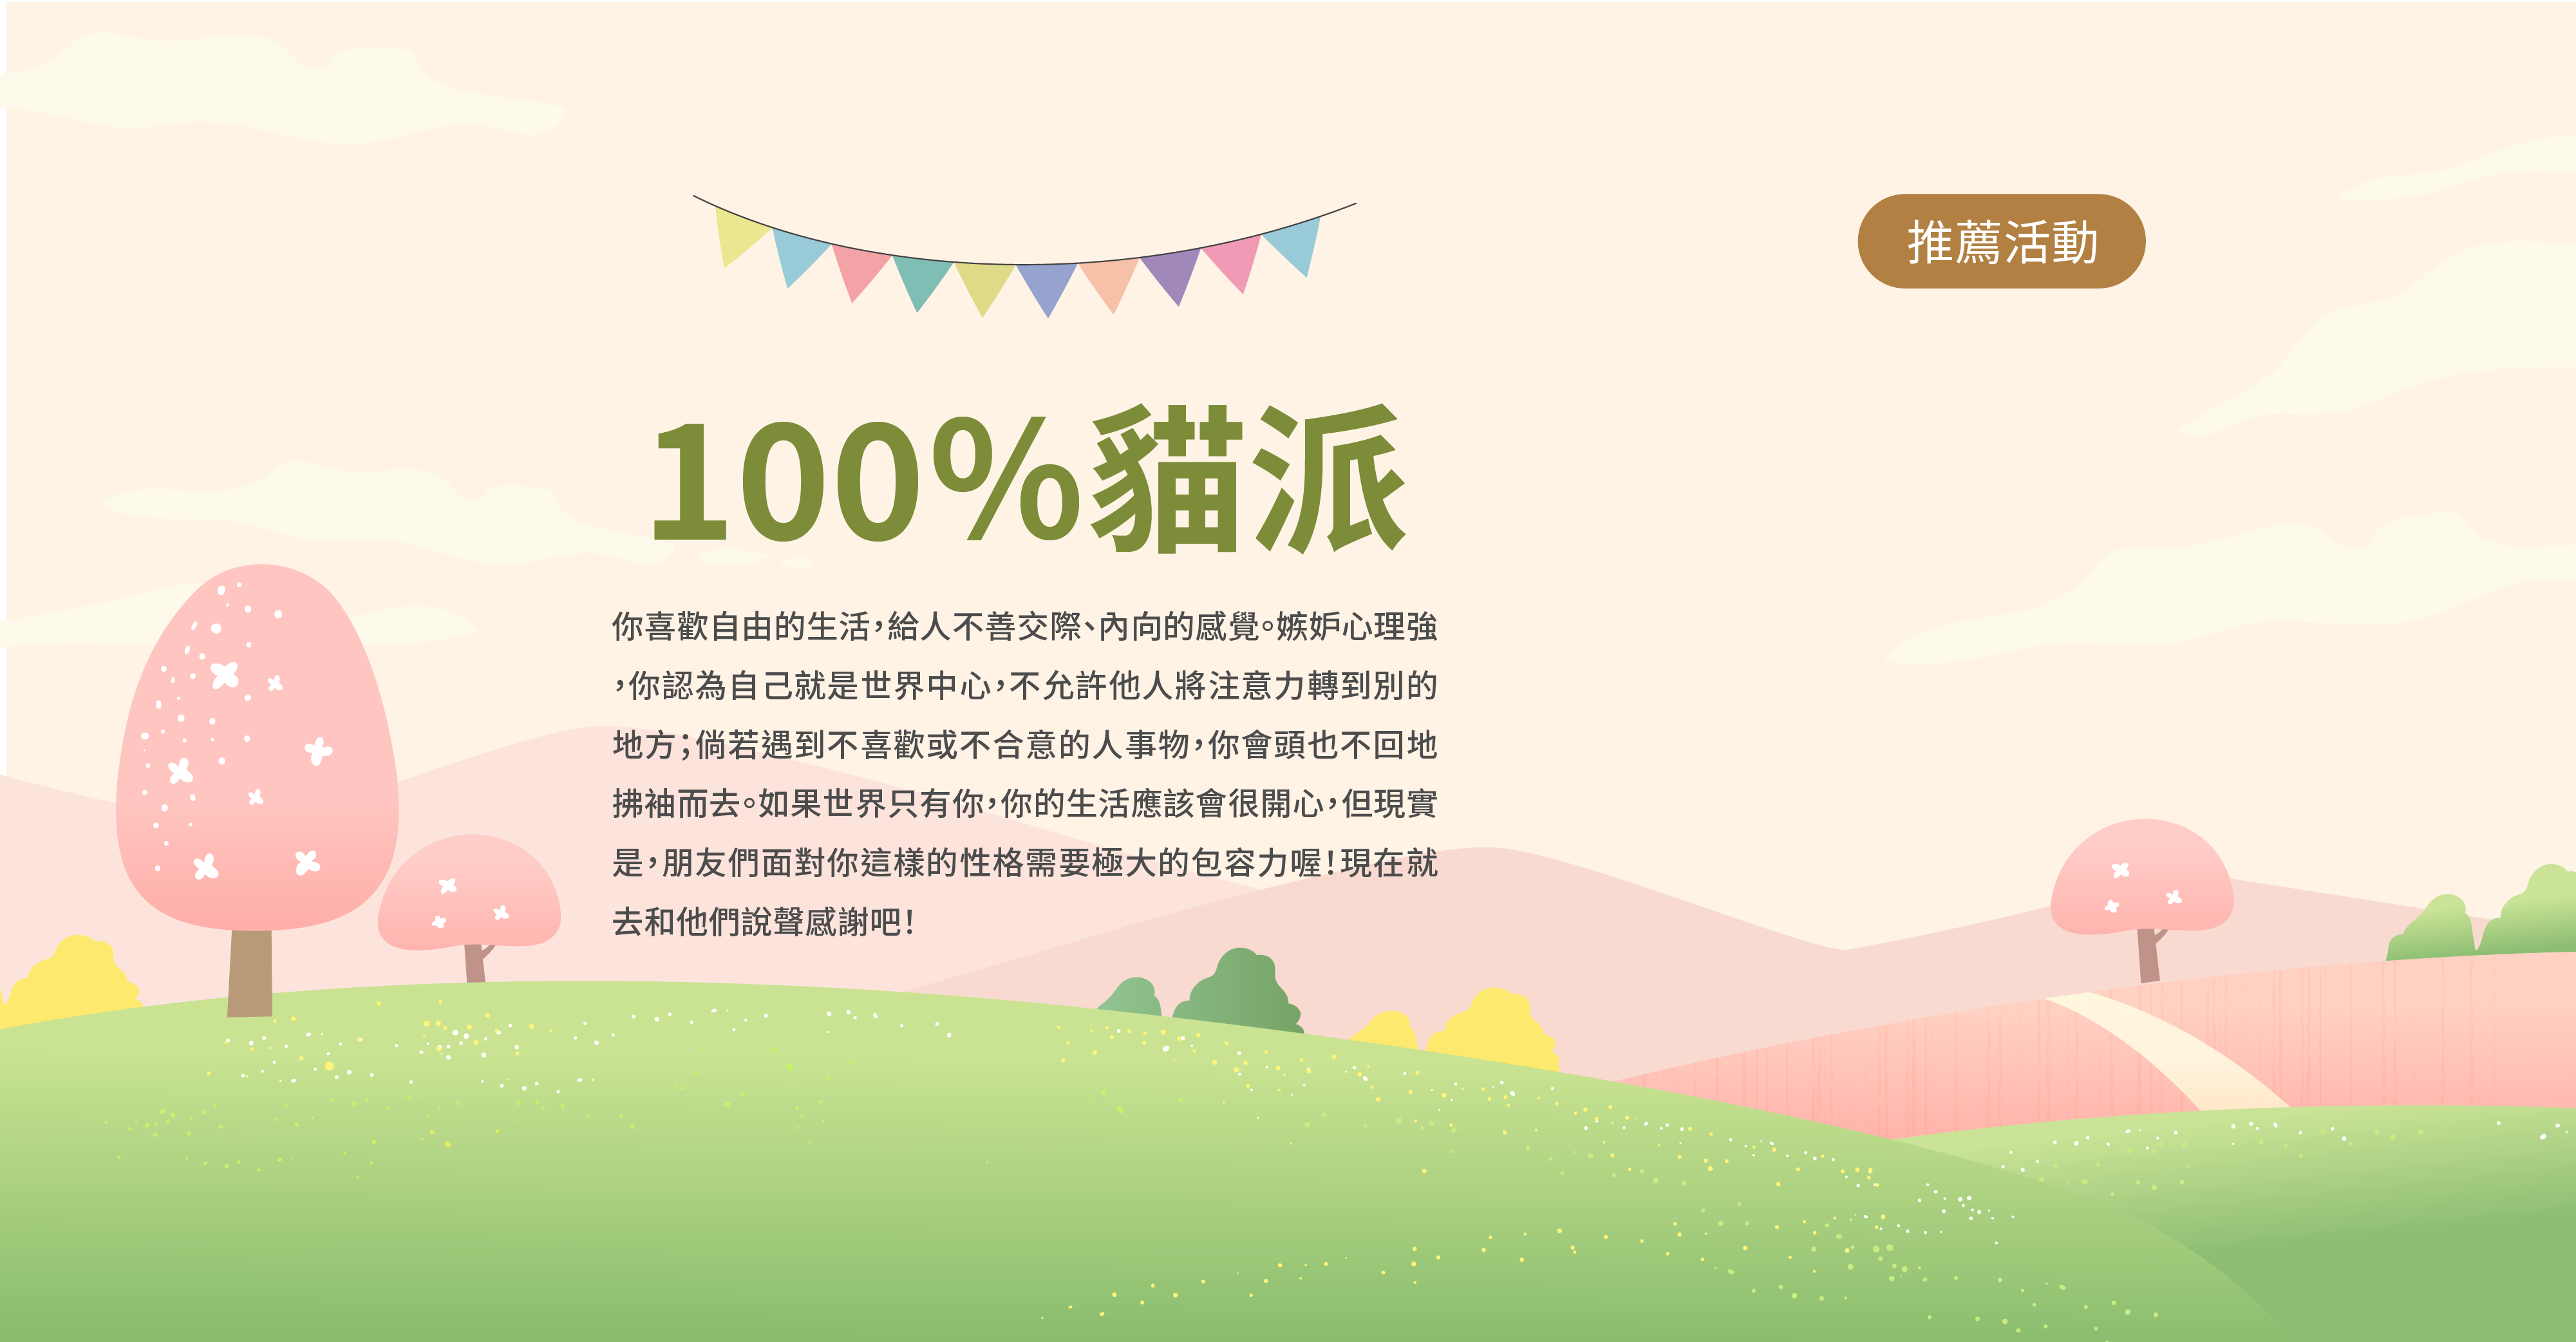 推薦活動
100%貓派
你喜歡自由的生活,給人不善交際、內向的感覺。嫉妒心理強
,你認為自己就是世界中心,不允許他人將注意力轉到別的
地方;倘若遇到不喜歡或不合意的人事物,你會頭也不回地
拂袖而去。如果世界只有你,你的生活應該會很開心,但現實
是,朋友們面對你這樣的性格需要極大的包容力喔!現在就
去和他們說聲感謝吧!